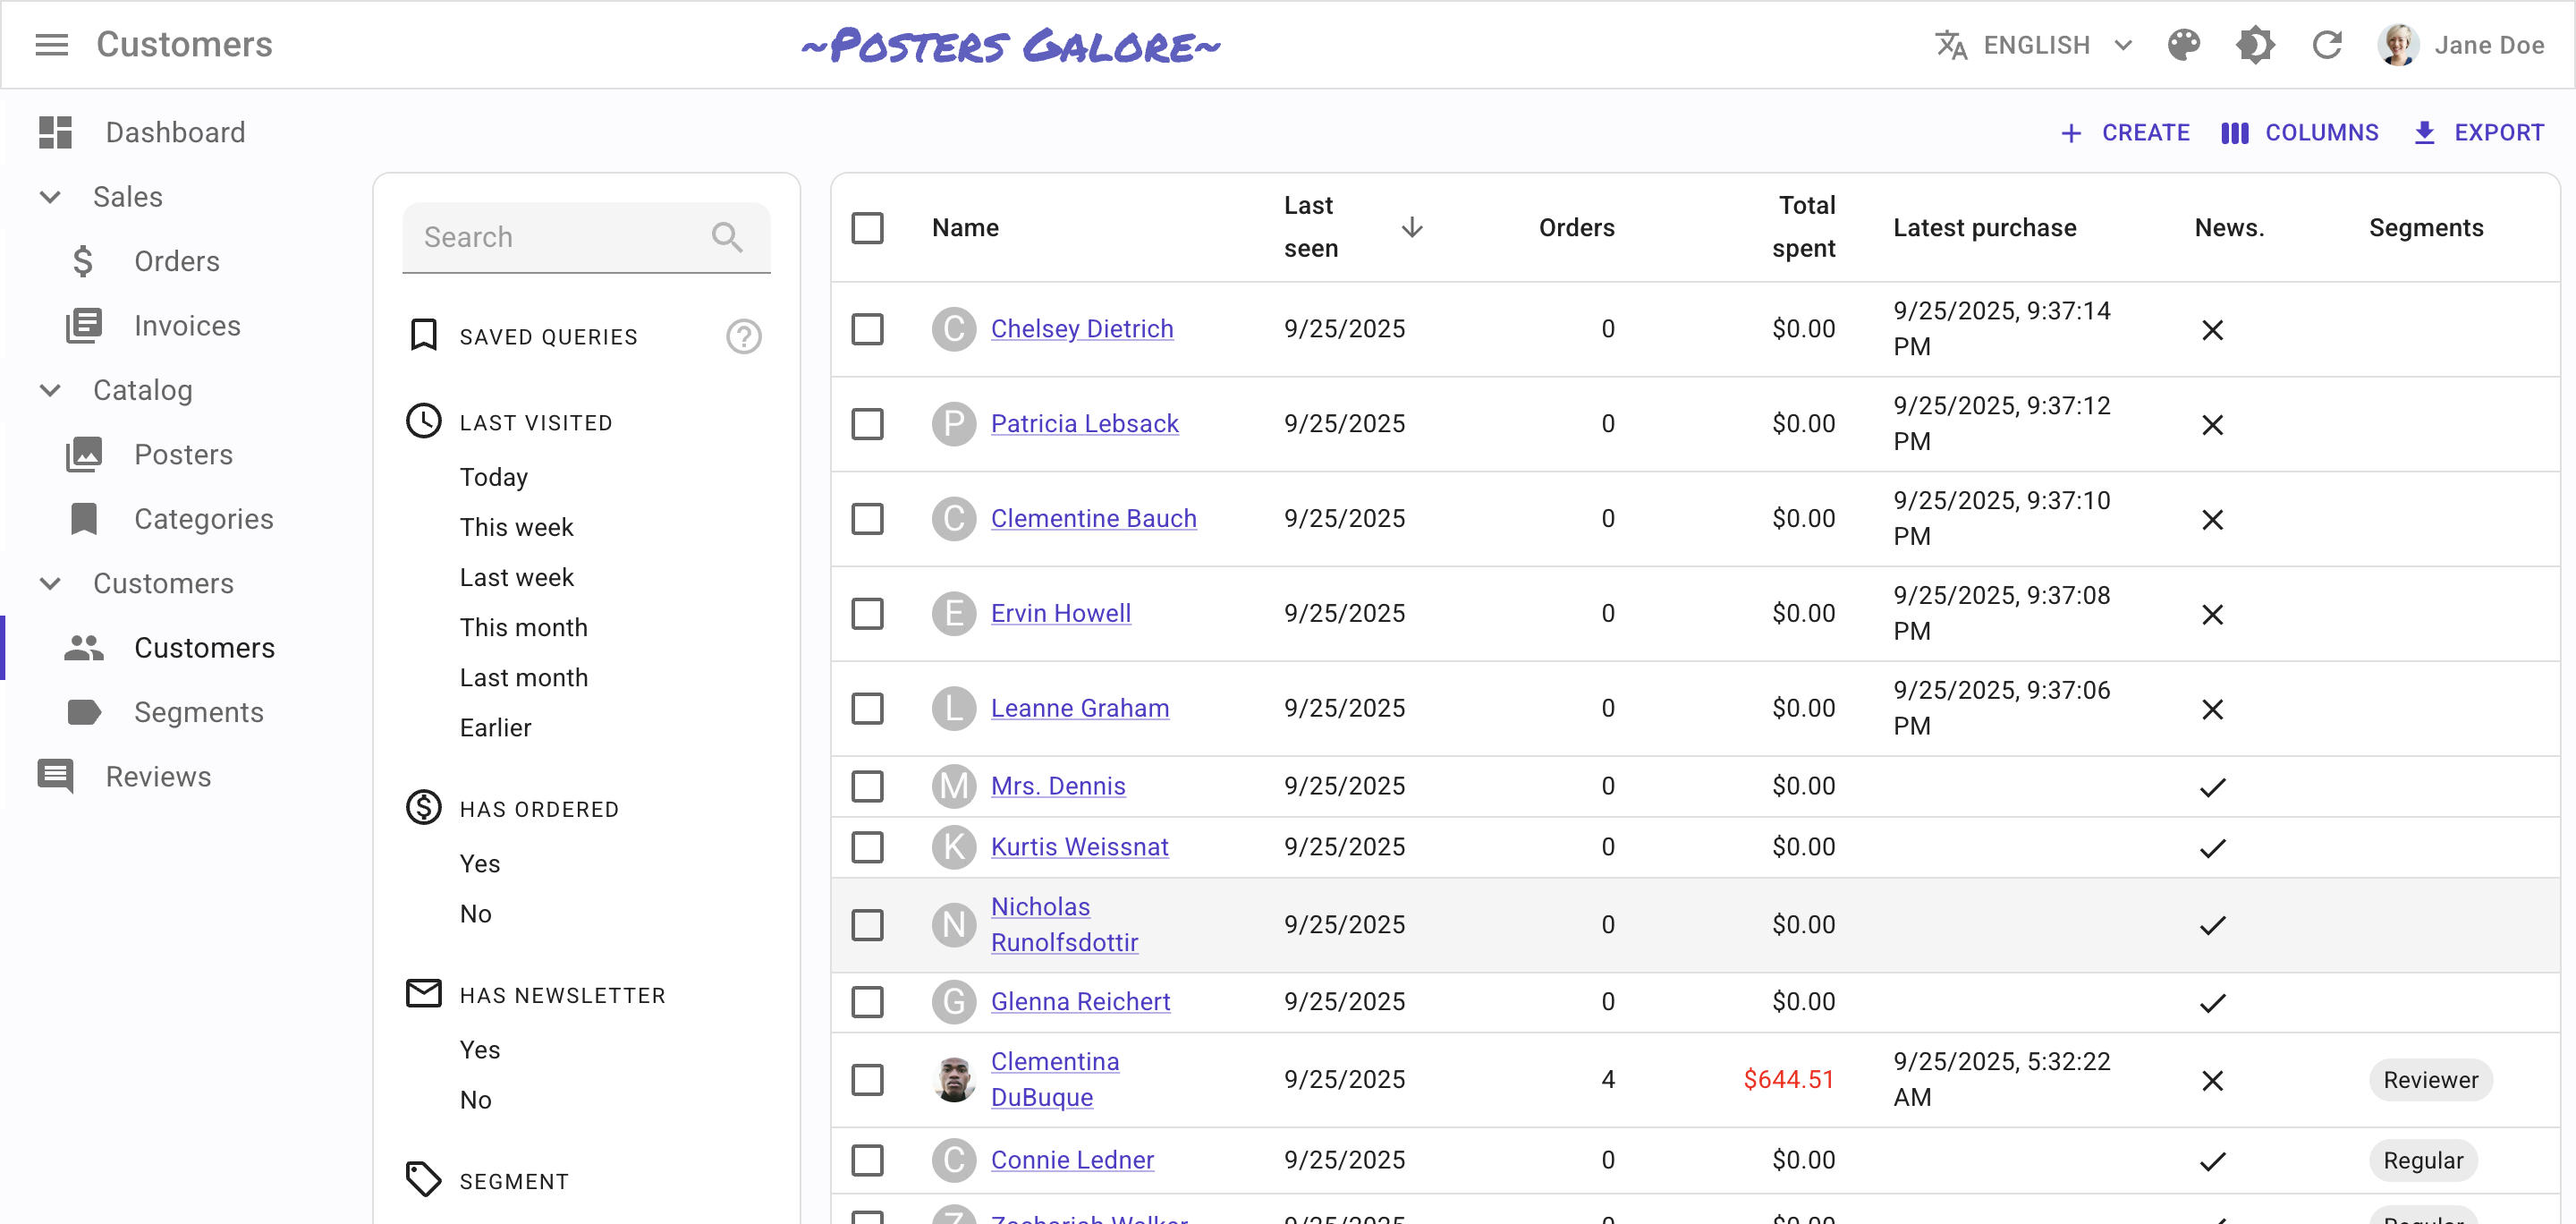 Customers
~Posters Galore~
ENGLISH
Jane Doe
Dashboard
Sales
Orders
Invoices
Catalog
Posters
Categories
Customers
Customers
Segments
Reviews
CREATE
COLUMNS
EXPORT
Search
SAVED QUERIES
?
LAST VISITED
Today
This week
Last week
This month
Last month
Earlier
HAS ORDERED
Yes
No
HAS NEWSLETTER
Yes
No
SEGMENT
Name
Last
seen
Orders
Total
spent
Latest purchase
News.
Segments
C Chelsey Dietrich 9/25/2025 0 $0.00 9/25/2025, 9:37:14
PM
P Patricia Lebsack 9/25/2025 0 $0.00 9/25/2025, 9:37:12
PM
C Clementine Bauch 9/25/2025 0 $0.00 9/25/2025, 9:37:10
PM
E Ervin Howell 9/25/2025 0 $0.00 9/25/2025, 9:37:08
PM
L Leanne Graham 9/25/2025 0 $0.00 9/25/2025, 9:37:06
PM
M Mrs. Dennis 9/25/2025 0 $0.00
K Kurtis Weissnat 9/25/2025 0 $0.00
N Nicholas
Runolfsdottir 9/25/2025 0 $0.00
G Glenna Reichert 9/25/2025 0 $0.00
Clementina
DuBuque 9/25/2025 4 $644.51 9/25/2025, 5:32:22
AM Reviewer
C Connie Ledner 9/25/2025 0 $0.00 Regular
Z Zachariah Walker 9/25/2025 0 $0.00 Regular